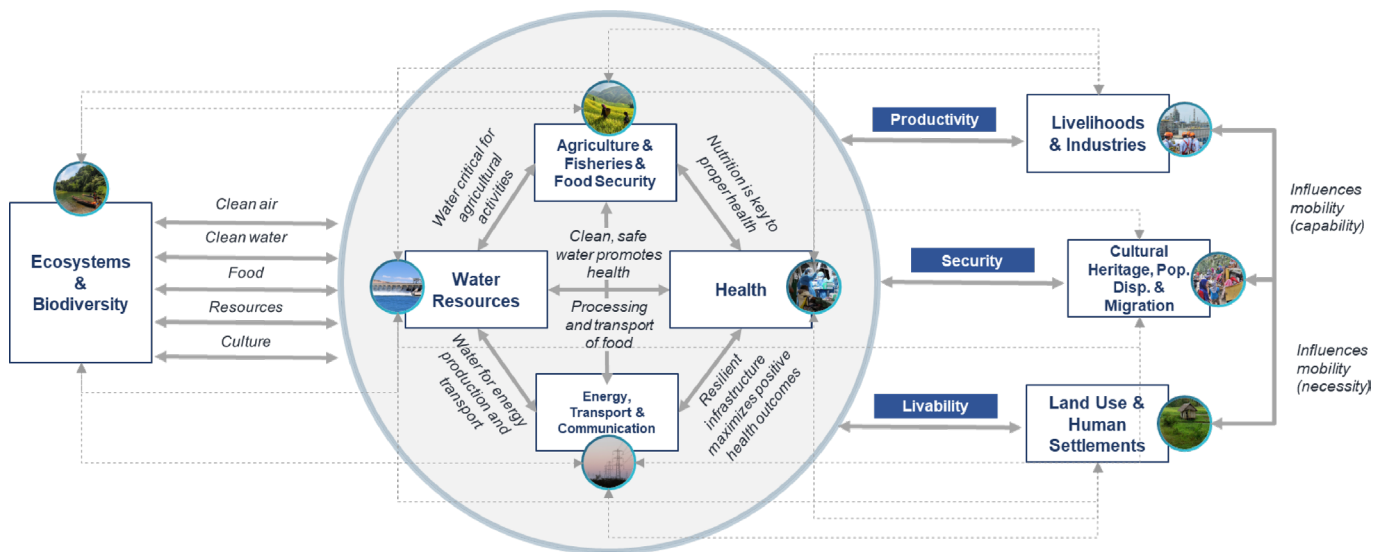 Ecosystems
&
Biodiversity
Clean air
Clean water
Food
Resources
Culture
Agriculture &
Fisheries &
Food Security
Water critical for
agricultural
activities
Nutrition is key to
proper health
Clean, safe
water promotes
health
Water
Resources
Health
Processing
and transport
of food
Water for energy
production and
transport
Resilient
infrastructure
maximizes positive
health outcomes
Energy,
Transport &
Communication
Productivity
Security
Livability
Livelihoods
& Industries
Cultural
Heritage, Pop.
Disp. &
Migration
Land Use &
Human
Settlements
Influences
mobility
(capability)
Influences
mobility
(necessity)